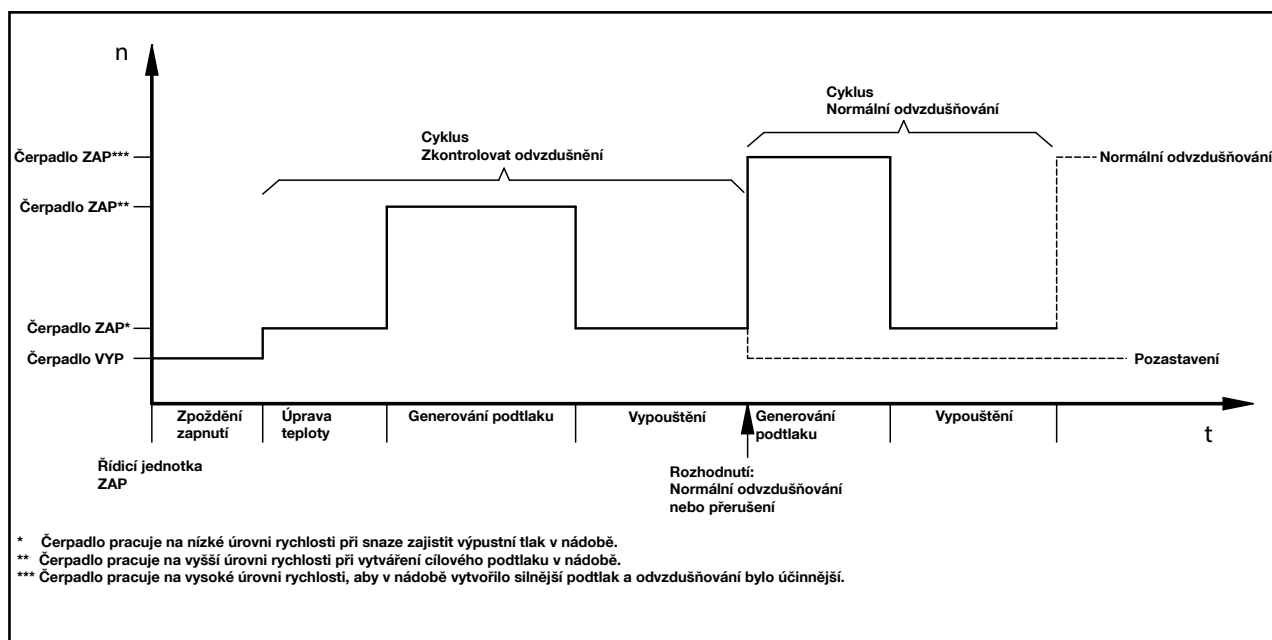 n
Cyklus
Normální odvzdušňování
Cyklus
Zkontrolovat odvzdušnění
Čerpadlo ZAP***
Normální odvzdušňování
Čerpadlo ZAP**
Čerpadlo ZAP*
Čerpadlo VYP
Pozastavení
Zpoždění
zapnutí
Úprava
teploty
Generování podtlaku
Vypouštění
Generování
podtlaku
Vypouštění
t
Řídicí jednotka
ZAP
Rozhodnutí:
Normální odvzdušňování
nebo přerušení
* Čerpadlo pracuje na nízké úrovni rychlosti při snaze zajistit výpustní tlak v nádobě.
** Čerpadlo pracuje na vyšší úrovni rychlosti při vytváření cílového podtlaku v nádobě.
*** Čerpadlo pracuje na vysoké úrovni rychlosti, aby v nádobě vytvořilo silnější podtlak a odvzdušňování bylo účinnější.